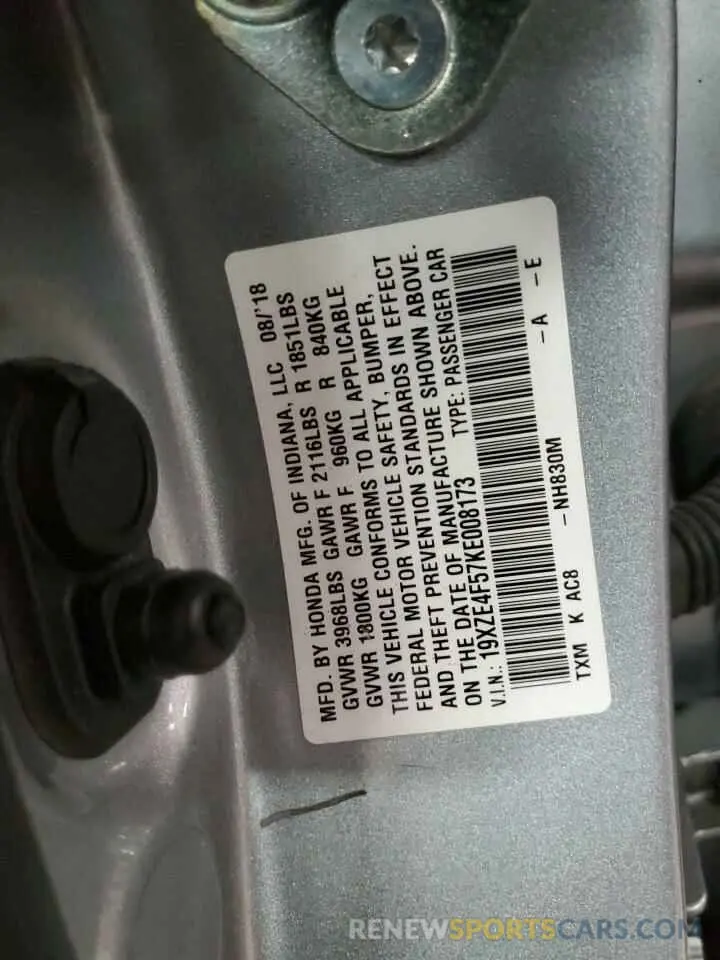 MFD. BY HONDA MFG. OF INDIANA, LLC 08/'18
GVWR 3968LBS GAWR F 2116LBS R 1851LBS
GVWR 1800KG GAWR F 960KG R 840KG
THIS VEHICLE CONFORMS TO ALL APPLICABLE
FEDERAL MOTOR VEHICLE SAFETY, BUMPER,
AND THEFT PREVENTION STANDARDS IN EFFECT
ON THE DATE OF MANUFACTURE SHOWN ABOVE.
V.I.N.: 19XZE4F57KE008173 TYPE: PASSENGER CAR
TXM K AC8 - NH830M - A - E
RENEWSPORTSCARS.COM